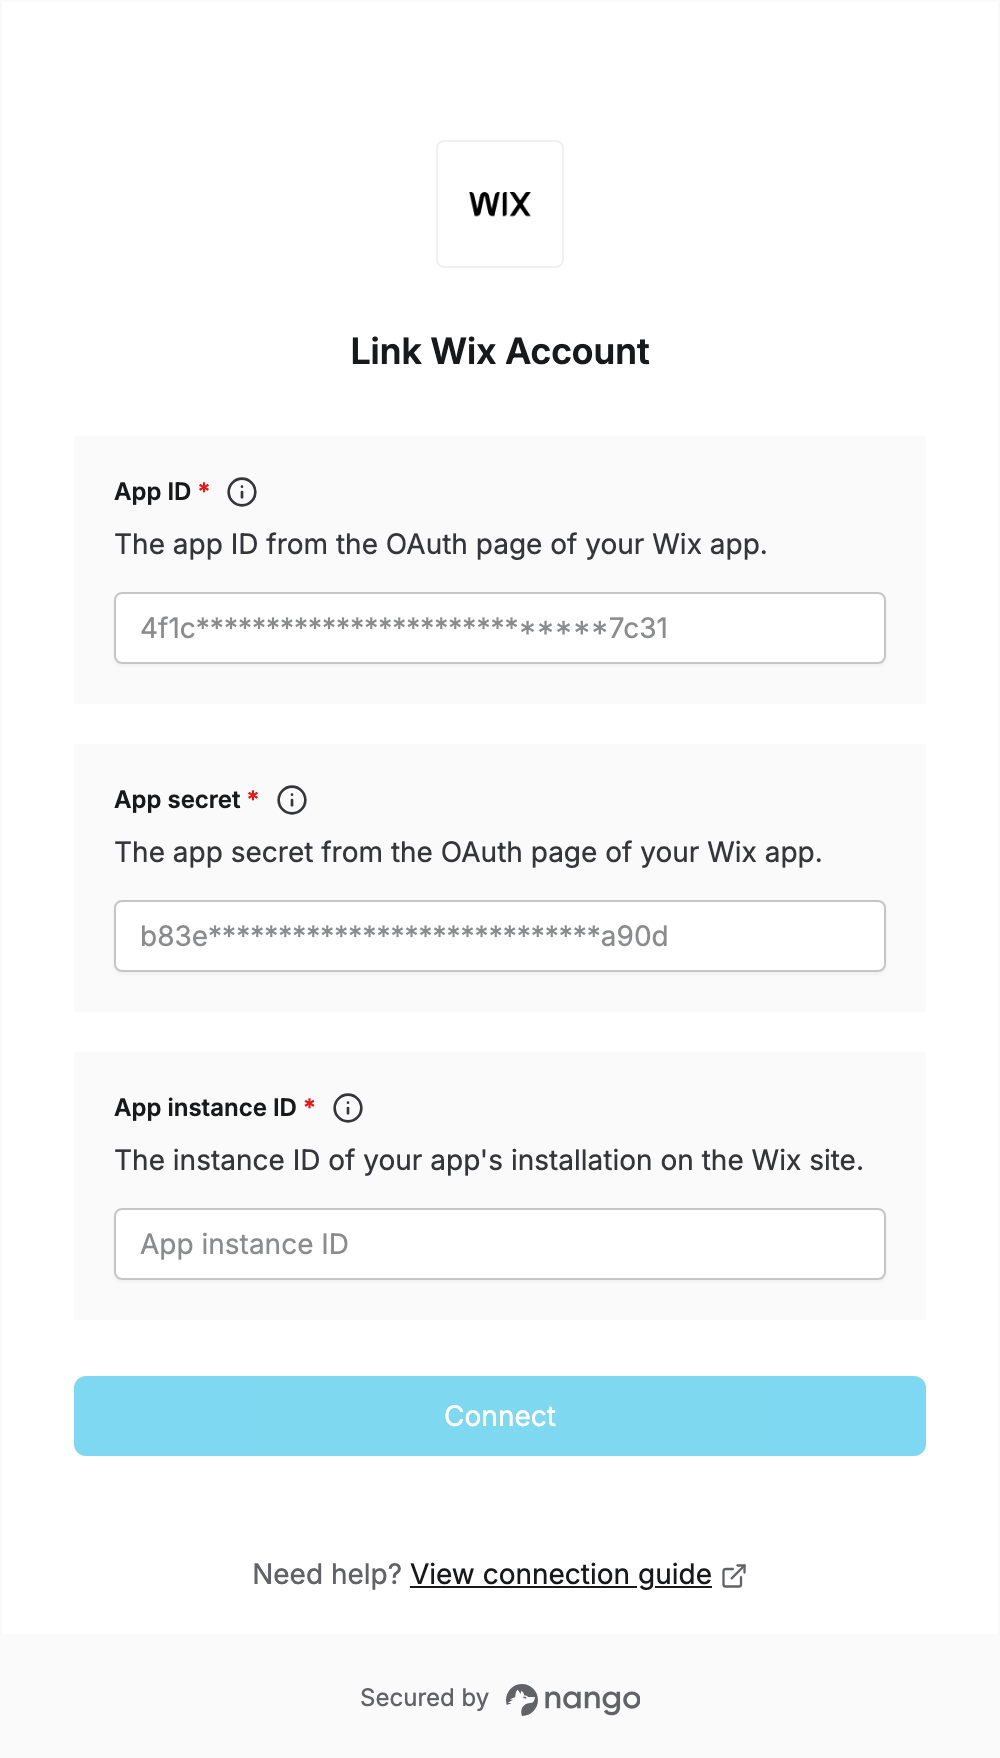 WIX
Link Wix Account
App ID *
The app ID from the OAuth page of your Wix app.
4f1c*****************************7c31
App secret *
The app secret from the OAuth page of your Wix app.
b83e****************************a90d
App instance ID *
The instance ID of your app's installation on the Wix site.
App instance ID
Connect
Need help? View connection guide
Secured by nango